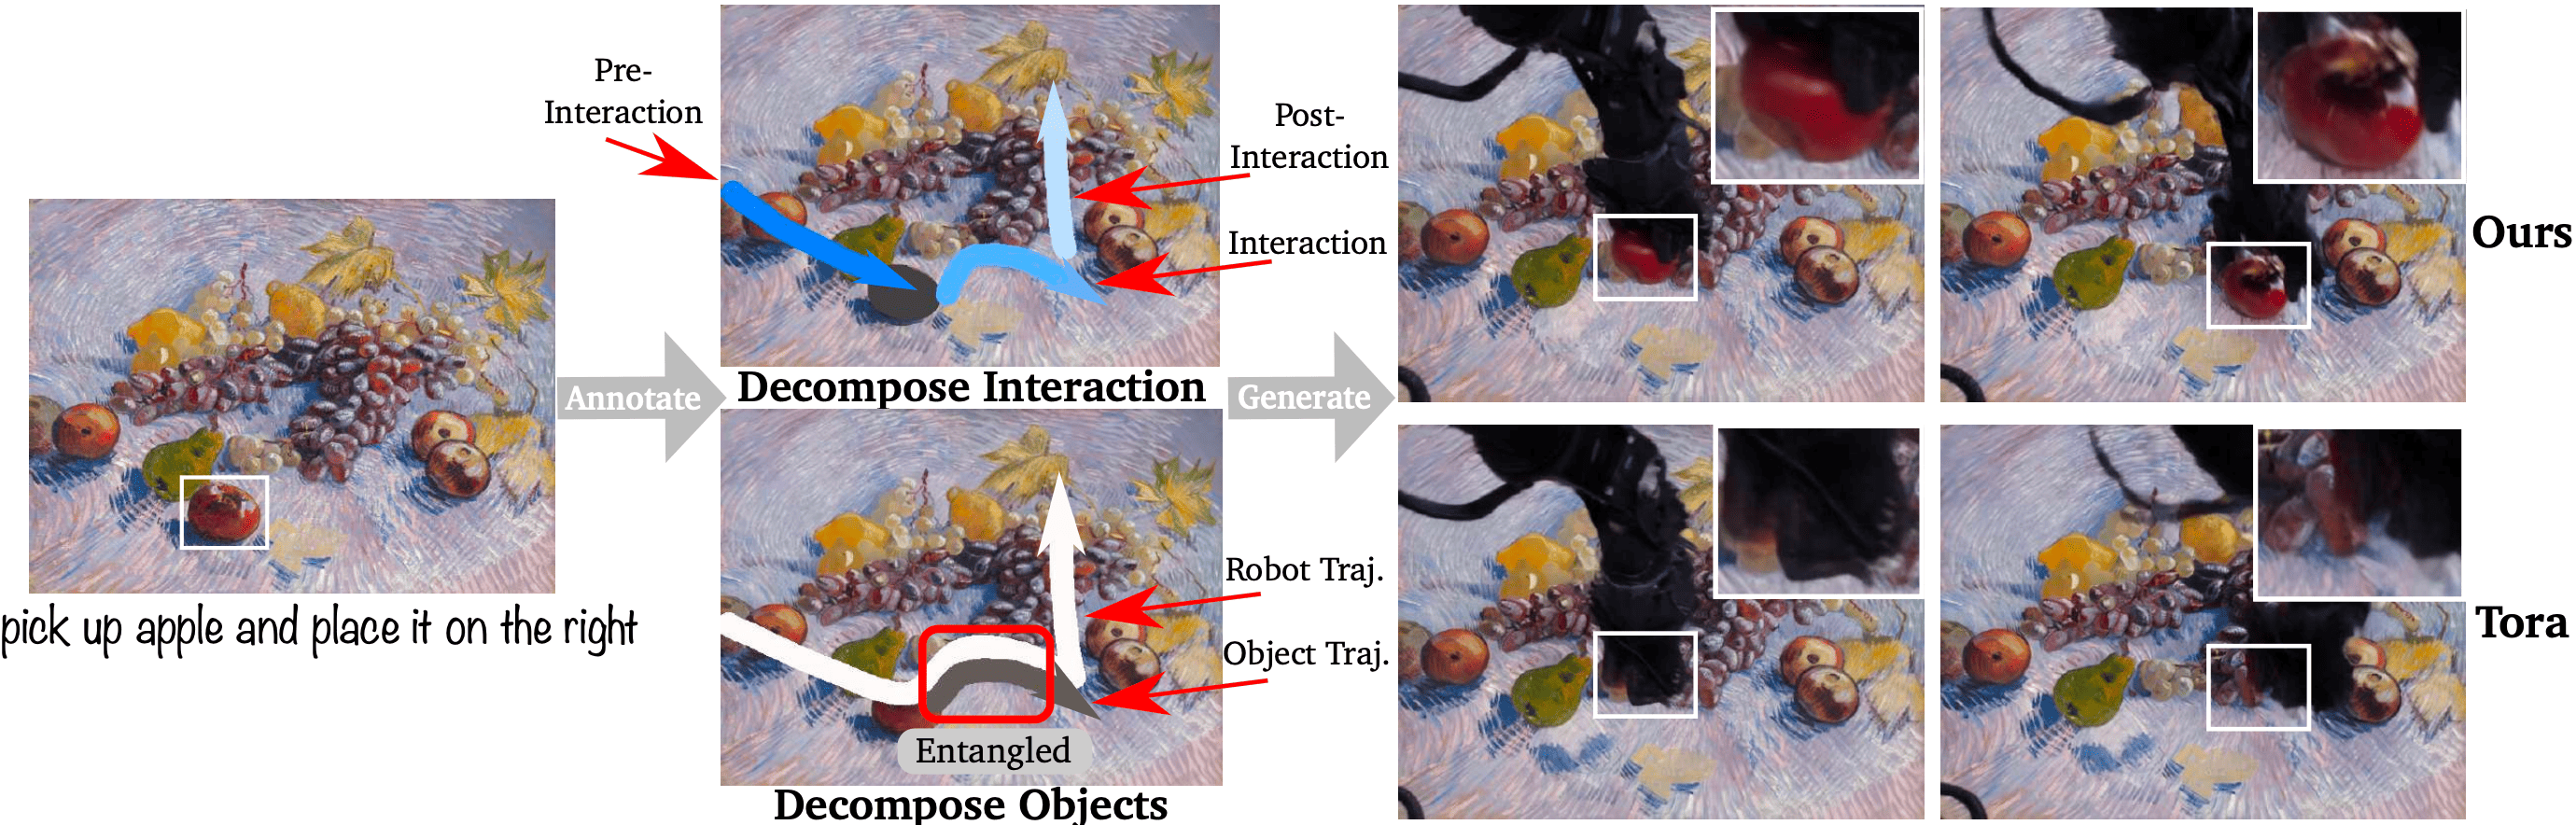 pick up apple and place it on the right
Annotate
Pre-
Interaction
Post-
Interaction
Interaction
Decompose Interaction
Robot Traj.
Object Traj.
Entangled
Decompose Objects
Generate
Ours
Tora